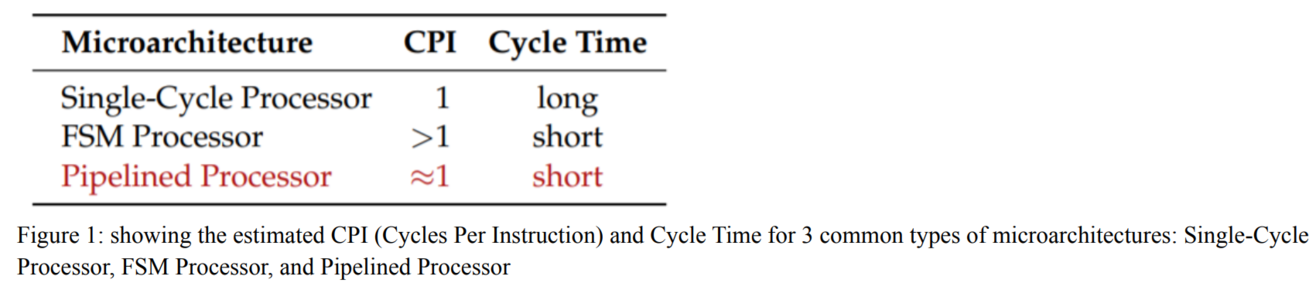 Microarchitecture CPI Cycle Time
Single-Cycle Processor 1 long
FSM Processor >1 short
Pipelined Processor ≈1 short
Figure 1: showing the estimated CPI (Cycles Per Instruction) and Cycle Time for 3 common types of microarchitectures: Single-Cycle
Processor, FSM Processor, and Pipelined Processor